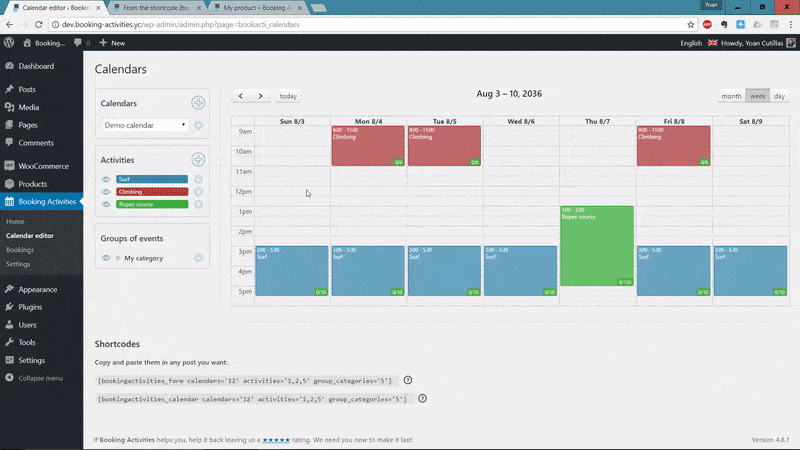 Yoan
Calendar editor ‹ Booking
From the shortcode [boo
My product – Booking A
dev.booking-activities.yc/wp-admin/admin.php?page=bookacti_calendars
Booking...
0
New
English
Howdy, Yoan Cutillas
Dashboard
Posts
Media
Pages
Comments
WooCommerce
Products
Booking Activities
Home
Calendar editor
Bookings
Settings
Appearance
Plugins
Users
Tools
Settings
Collapse menu
Calendars
Calendars
Demo calendar
Activities
Surf
Climbing
Ropes course
Groups of events
My category
today
Aug 3 – 10, 2036
month
week
day
Sun 8/3
Mon 8/4
Tue 8/5
Wed 8/6
Thu 8/7
Fri 8/8
Sat 8/9
9am
10am
11am
12pm
1pm
2pm
3pm
4pm
5pm
9:00 - 11:00
Climbing
0/6
9:00 - 11:00
Climbing
0/6
9:00 - 11:00
Climbing
0/6
1:00 - 5:00
Ropes course
0/150
3:00 - 5:30
Surf
0/10
3:00 - 5:30
Surf
0/10
3:00 - 5:30
Surf
0/10
3:00 - 5:30
Surf
0/10
3:00 - 5:30
Surf
0/10
3:00 - 5:30
Surf
0/10
Shortcodes
Copy and paste them in any post you want:
[bookingactivities_form calendars='12' activities='1,2,5' group_categories='5']
[bookingactivities_calendar calendars='12' activities='1,2,5' group_categories='5']
If Booking Activities helps you, help it back leaving us a ★★★★★ rating. We need you now to make it last!
Version 4.8.1